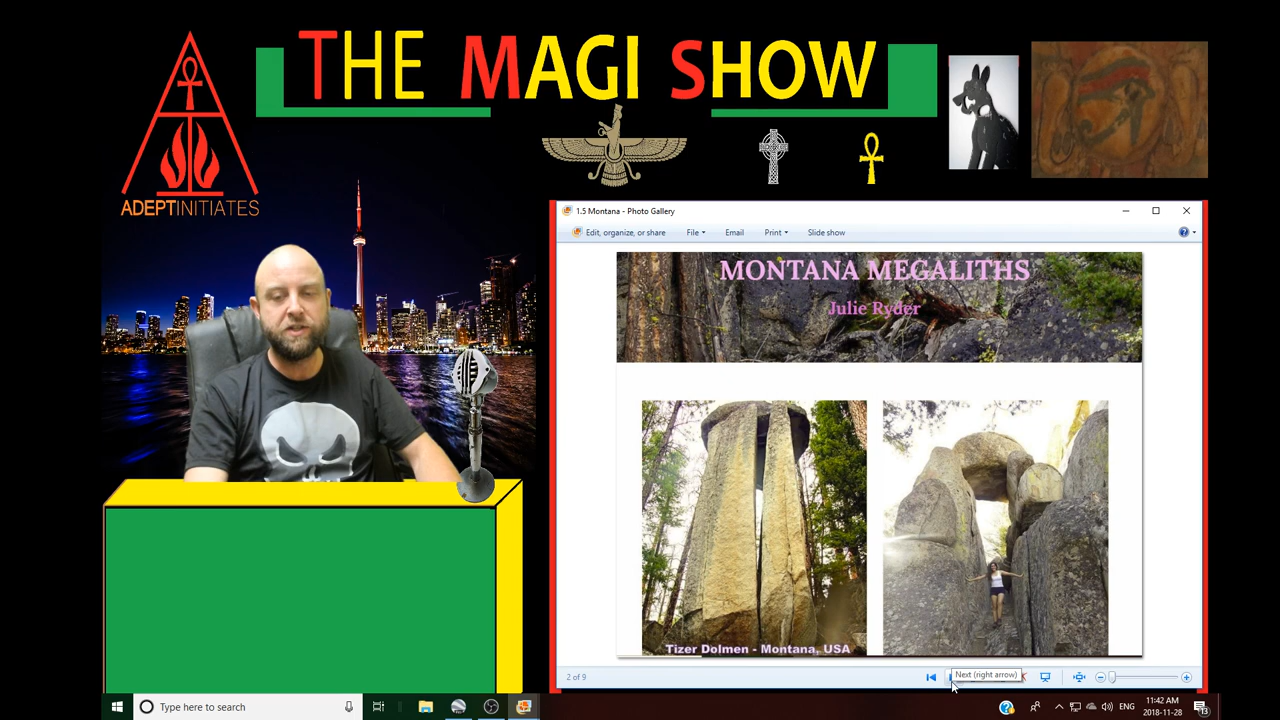 THE MAGI SHOW
ADEPTINITIATES
1.5 Montana - Photo Gallery
Edit, organize, or share File Email Print Slide show
MONTANA MEGALITHS
Julie Ryder
Tizer Dolmen - Montana, USA
2 of 9
Next (right arrow)
Type here to search
ENG
11:42 AM
2018-11-28
13